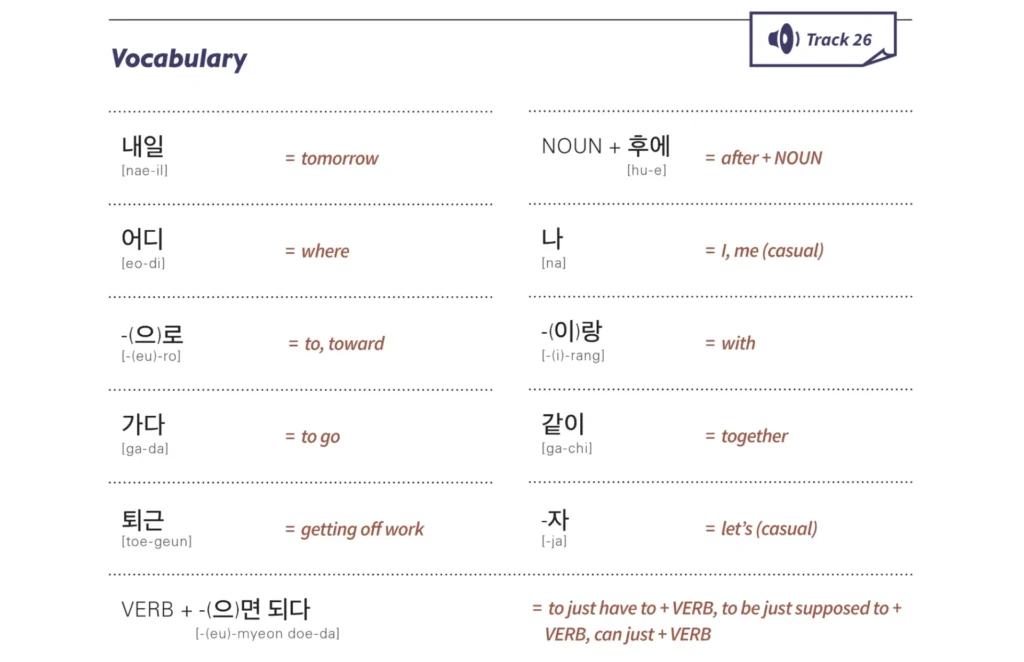 Track 26
Vocabulary
내일
[nae-il]
= tomorrow
어디
[eo-di]
= where
-(으)로
[-(eu)-ro]
= to, toward
가다
[ga-da]
= to go
퇴근
[toe-geun]
= getting off work
NOUN + 후에
[hu-e]
= after + NOUN
나
[na]
= I, me (casual)
-(이)랑
[-(i)-rang]
= with
같이
[ga-chi]
= together
-자
[-ja]
= let’s (casual)
VERB + -(으)면 되다
[-(eu)-myeon doe-da]
= to just have to + VERB, to be just supposed to +
VERB, can just + VERB